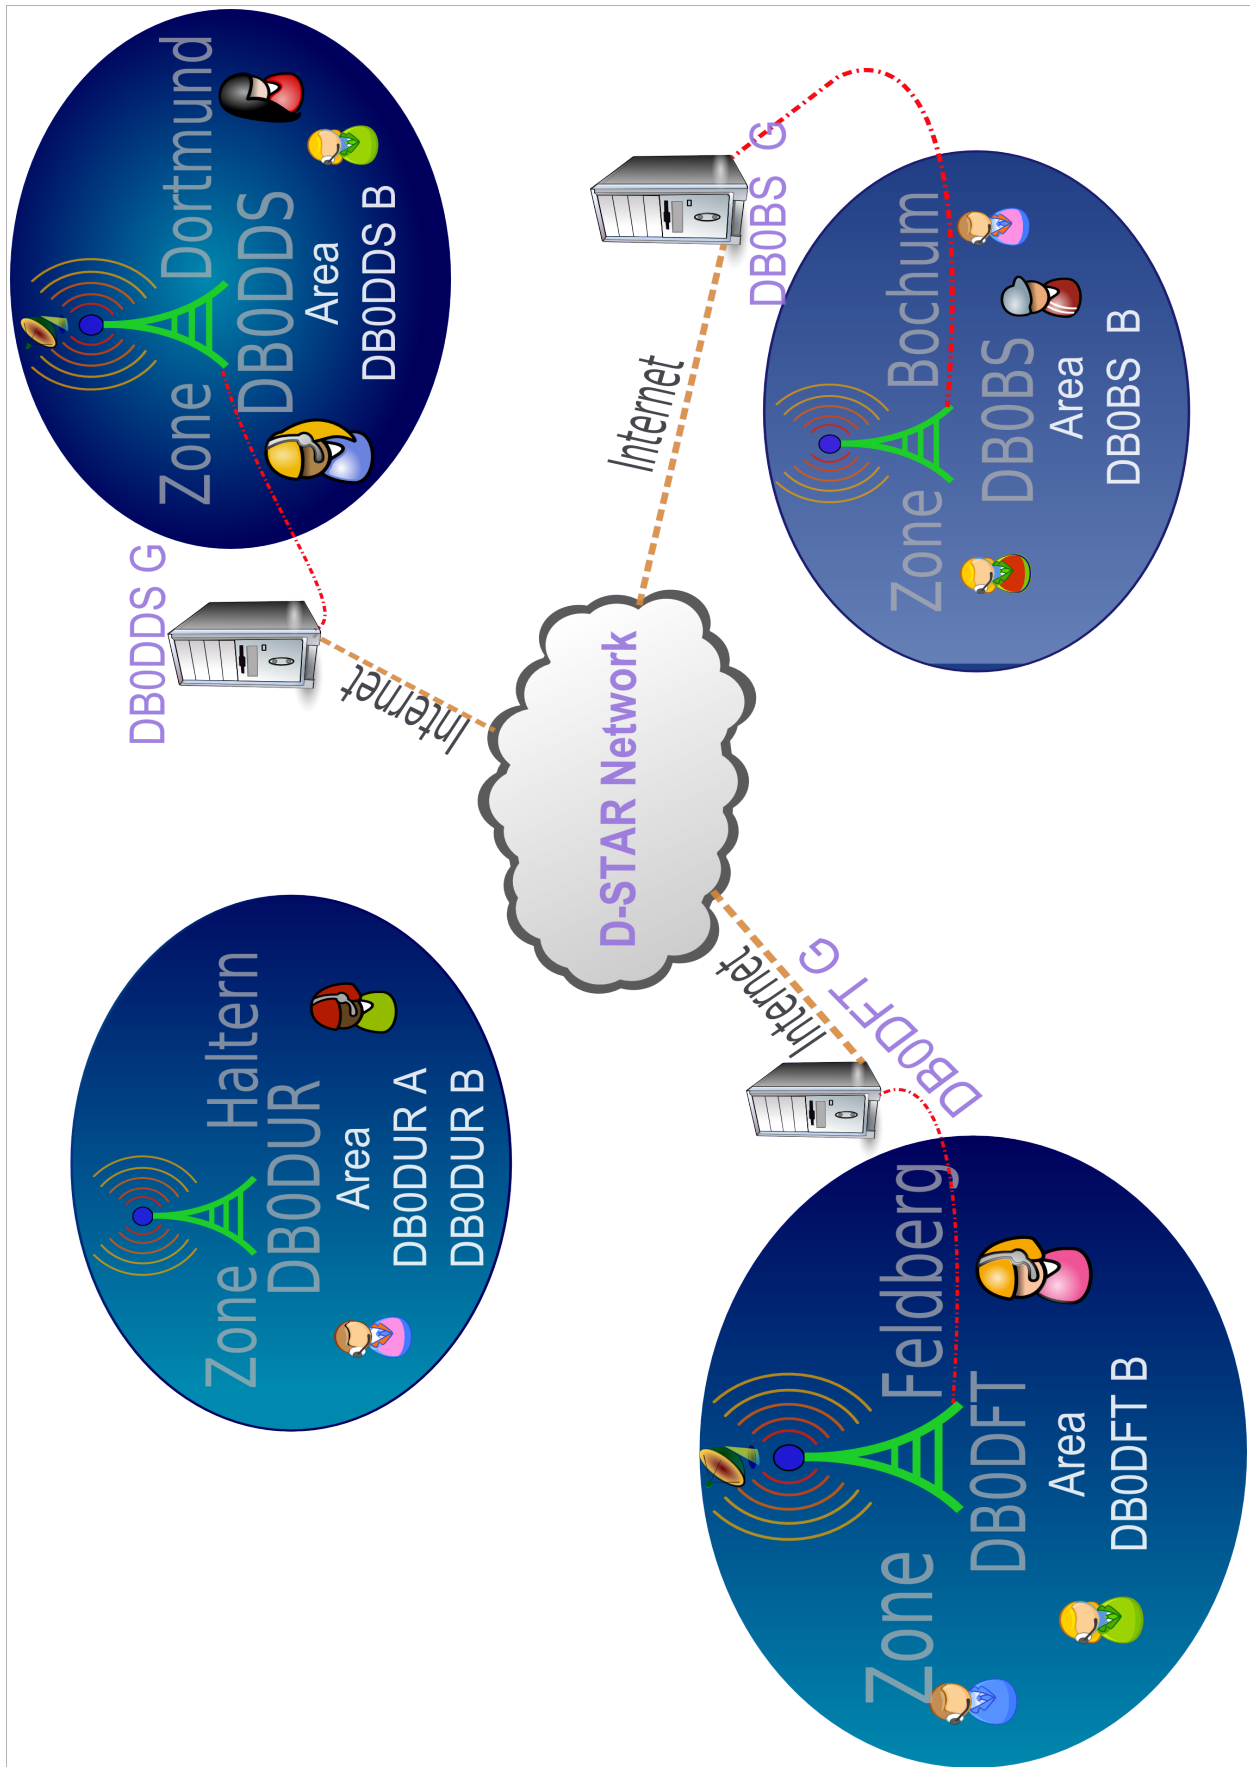 Zone Haltern
DB0DUR
Area
DB0DUR A
DB0DUR B
DB0DDS G
Internet
Zone Dortmund
DB0DDS
Area
DB0DDS B
D-STAR Network
Internet
DB0DFT G
Zone Feldberg
DB0DFT
Area
DB0DFT B
Internet
DB0BS G
Zone Bochum
DB0BS
Area
DB0BS B